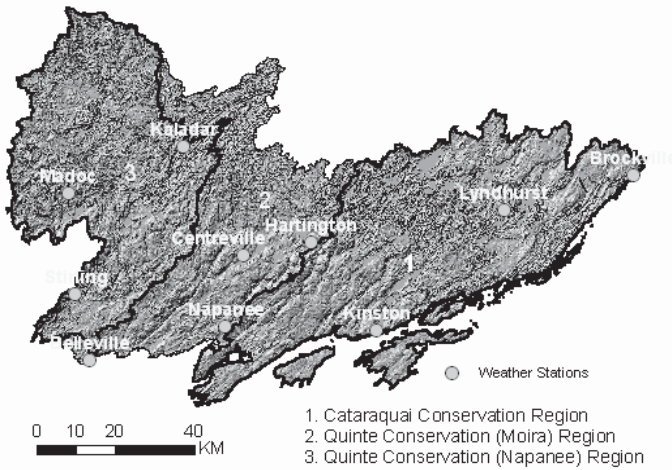 Kaladar
Madoc
3
Brockville
Lyndhurst
2
Hartington
Centreville
1
Stirling
Napanee
Kinston
Belleville
Weather Stations
0 10 20 40
KM
1. Cataraquai Conservation Region
2. Quinte Conservation (Moira) Region
3. Quinte Conservation (Napanee) Region